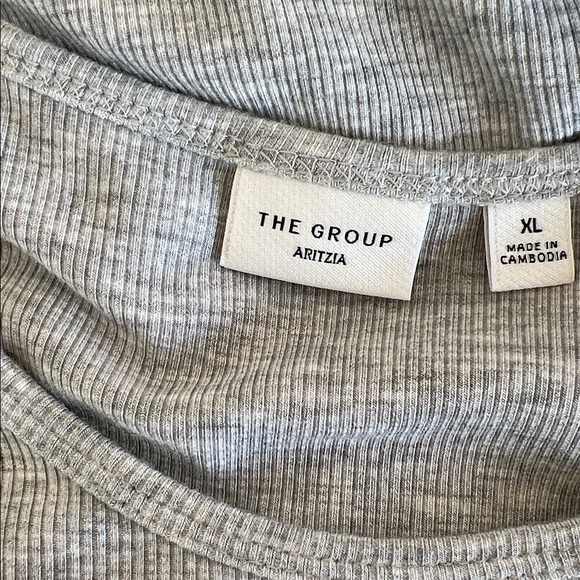 THE GROUP
ARITZIA
XL
MADE IN
CAMBODIA